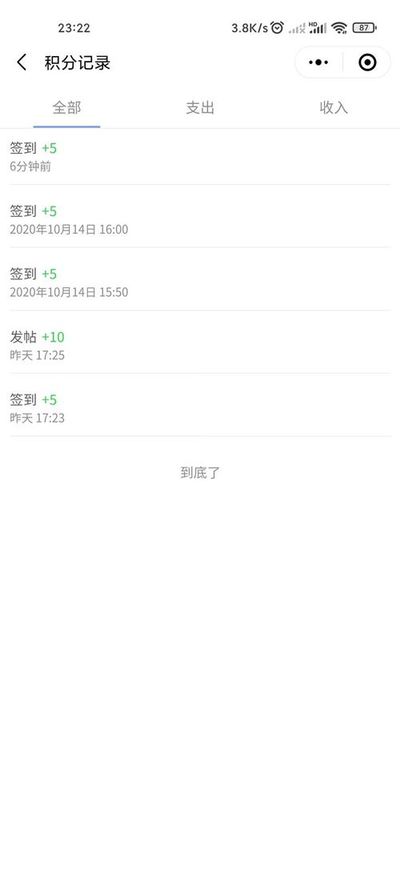 23:22 3.8K/s HD 87
积分记录
全部 支出 收入
签到 +5
6分钟前
签到 +5
2020年10月14日 16:00
签到 +5
2020年10月14日 15:50
发帖 +10
昨天 17:25
签到 +5
昨天 17:23
到底了